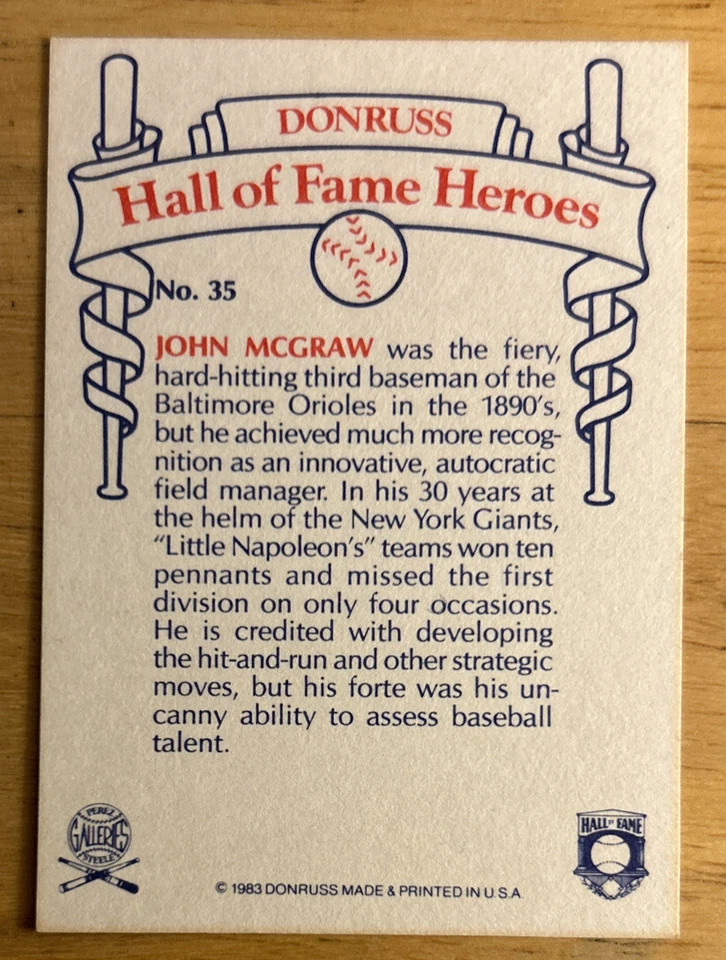 DONRUSS
Hall of Fame Heroes
No. 35
JOHN MCGRAW was the fiery,
hard-hitting third baseman of the
Baltimore Orioles in the 1890's,
but he achieved much more recog-
nition as an innovative, autocratic
field manager. In his 30 years at
the helm of the New York Giants,
“Little Napoleon's” teams won ten
pennants and missed the first
division on only four occasions.
He is credited with developing
the hit-and-run and other strategic
moves, but his forte was his un-
canny ability to assess baseball
talent.
PEREZ
GALLERIES
STEELE
HALL OF FAME
© 1983 DONRUSS MADE & PRINTED IN U.S.A.